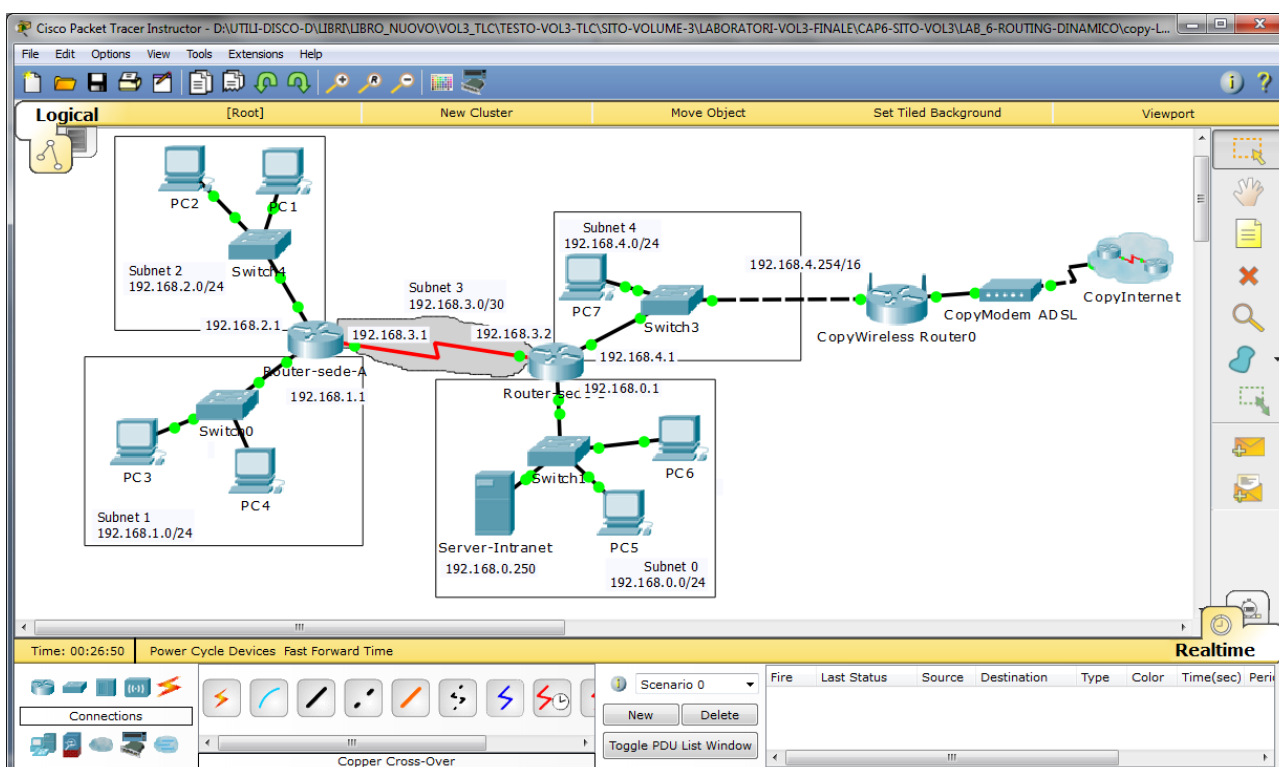 Cisco Packet Tracer Instructor - D:\UTILI-DISCO-D\LIBRI\LIBRO_NUOVO\VOL3_TLC\TESTO-VOL3-TLC\SITO-VOLUME-3\LABORATORI-VOL3-FINALE\CAP6-SITO-VOL3\LAB_6-ROUTING-DINAMICO\copy-L...
File Edit Options View Tools Extensions Help
Logical [Root] New Cluster Move Object Set Tiled Background Viewport
PC2
PC1
Subnet 2
192.168.2.0/24
Switch4
192.168.2.1
Subnet 3
192.168.3.0/30
192.168.3.1
192.168.3.2
Router-sede-A
192.168.1.1
Switch0
PC3
PC4
Subnet 1
192.168.1.0/24
Subnet 4
192.168.4.0/24
PC7
Switch3
192.168.4.254/16
192.168.4.1
CopyWireless Router0
CopyModem ADSL
CopyInternet
192.168.0.1
Switch1
PC6
Server-Intranet
192.168.0.250
PC5
Subnet 0
192.168.0.0/24
Time: 00:26:50 Power Cycle Devices Fast Forward Time
Realtime
Connections
Copper Cross-Over
Scenario 0
New Delete
Toggle PDU List Window
Fire Last Status Source Destination Type Color Time(sec)